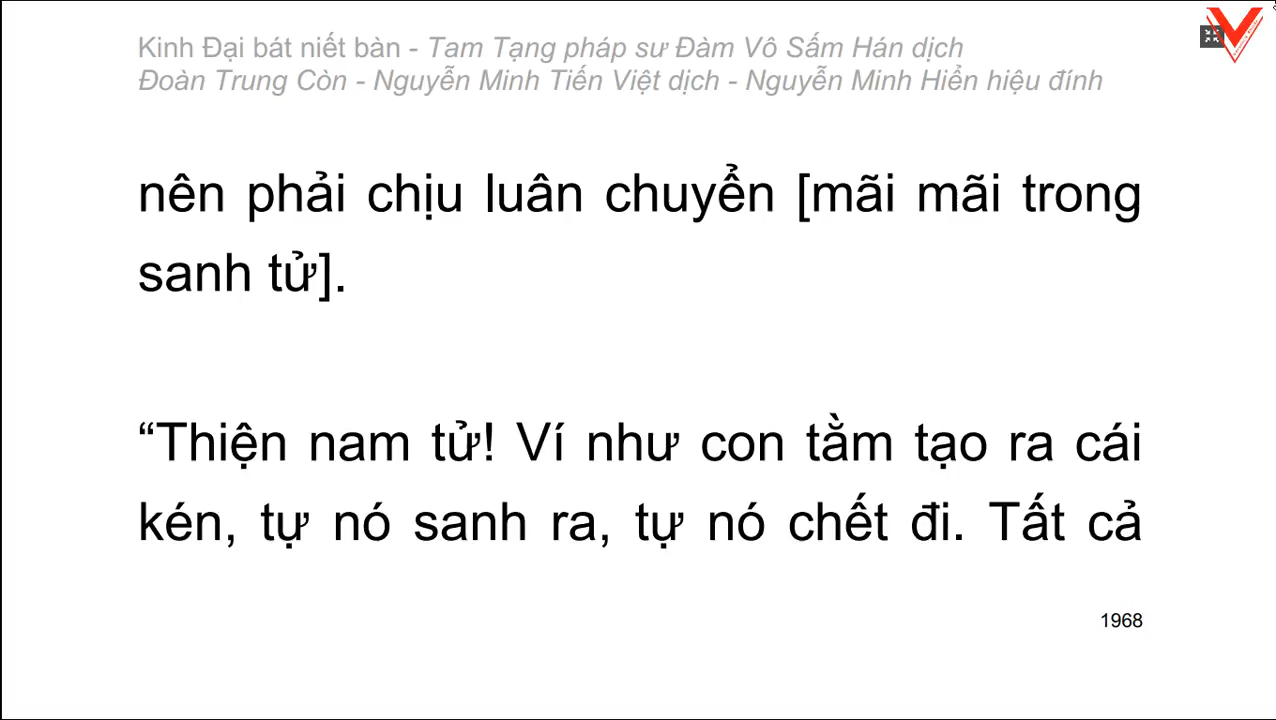 Kinh Đại bát niết bàn - Tam Tạng pháp sư Đàm Vô Sấm Hán dịch
Đoàn Trung Còn - Nguyễn Minh Tiến Việt dịch - Nguyễn Minh Hiển hiệu đính
nên phải chịu luân chuyển [mãi mãi trong
sanh tử].
“Thiện nam tử! Ví như con tằm tạo ra cái
kén, tự nó sanh ra, tự nó chết đi. Tất cả
1968